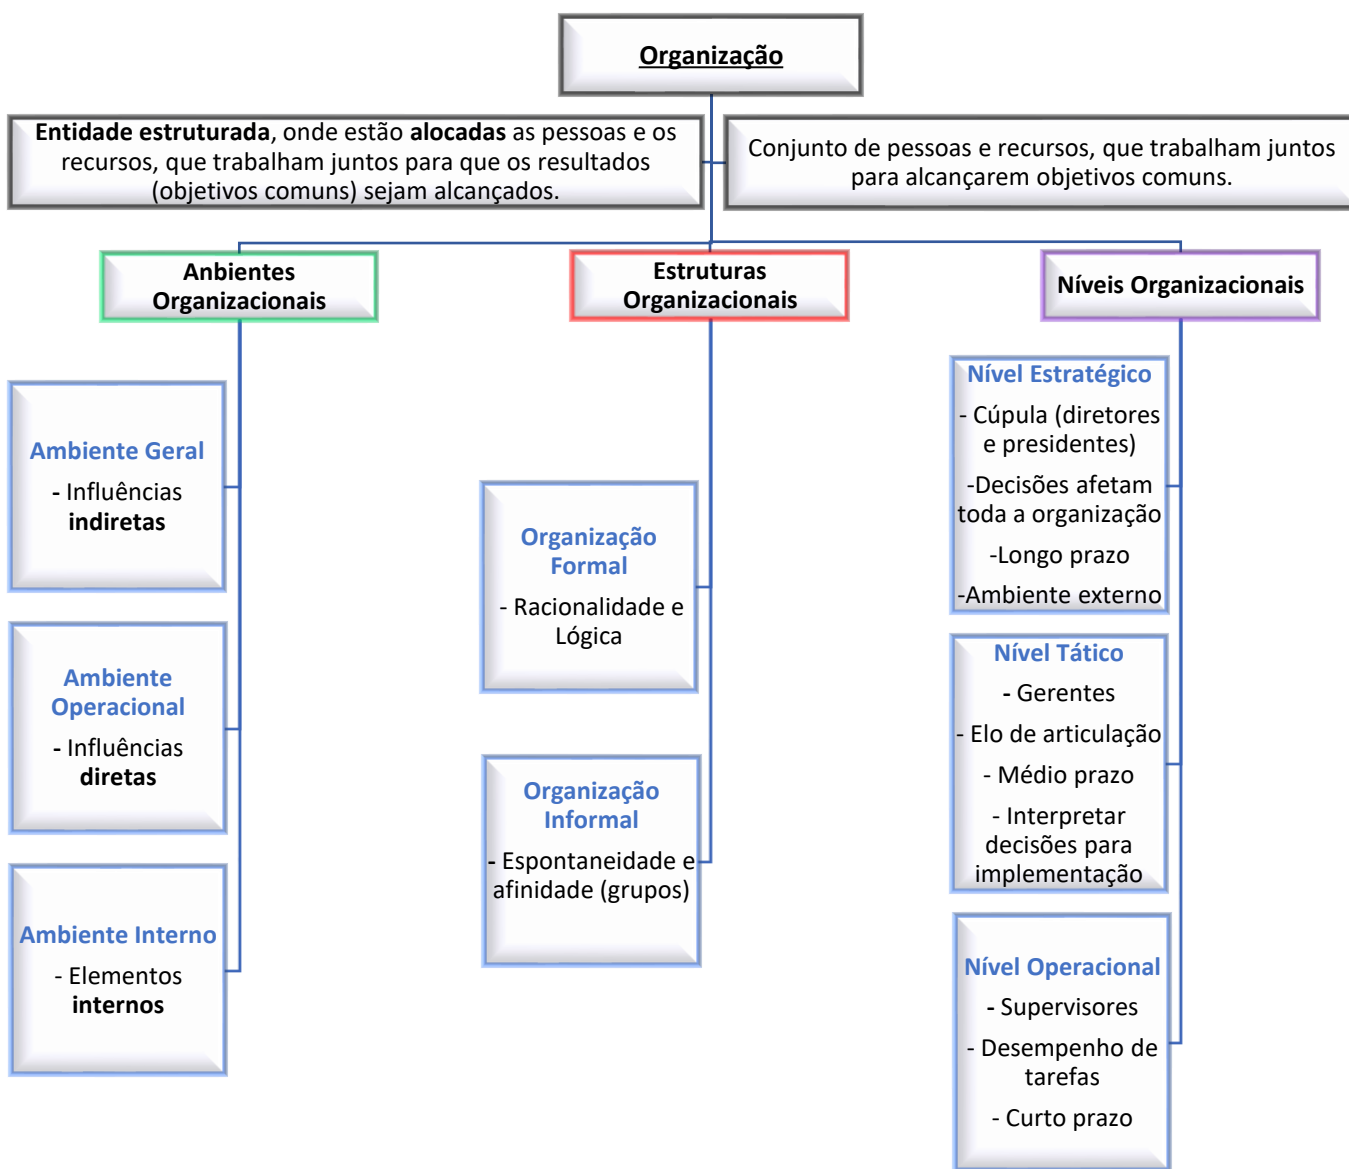 Organização
Entidade estruturada, onde estão alocadas as pessoas e os
recursos, que trabalham juntos para que os resultados
(objetivos comuns) sejam alcançados.
Conjunto de pessoas e recursos, que trabalham juntos
para alcançarem objetivos comuns.
Anbientes
Organizacionais
Ambiente Geral
- Influências
indiretas
Ambiente
Operacional
- Influências
diretas
Ambiente Interno
- Elementos
internos
Estruturas
Organizacionais
Organização
Formal
- Racionalidade e
Lógica
Organização
Informal
- Espontaneidade e
afinidade (grupos)
Níveis Organizacionais
Nível Estratégico
- Cúpula (diretores
e presidentes)
-Decisões afetam
toda a organização
-Longo prazo
-Ambiente externo
Nível Tático
- Gerentes
- Elo de articulação
- Médio prazo
- Interpretar
decisões para
implementação
Nível Operacional
- Supervisores
- Desempenho de
tarefas
- Curto prazo